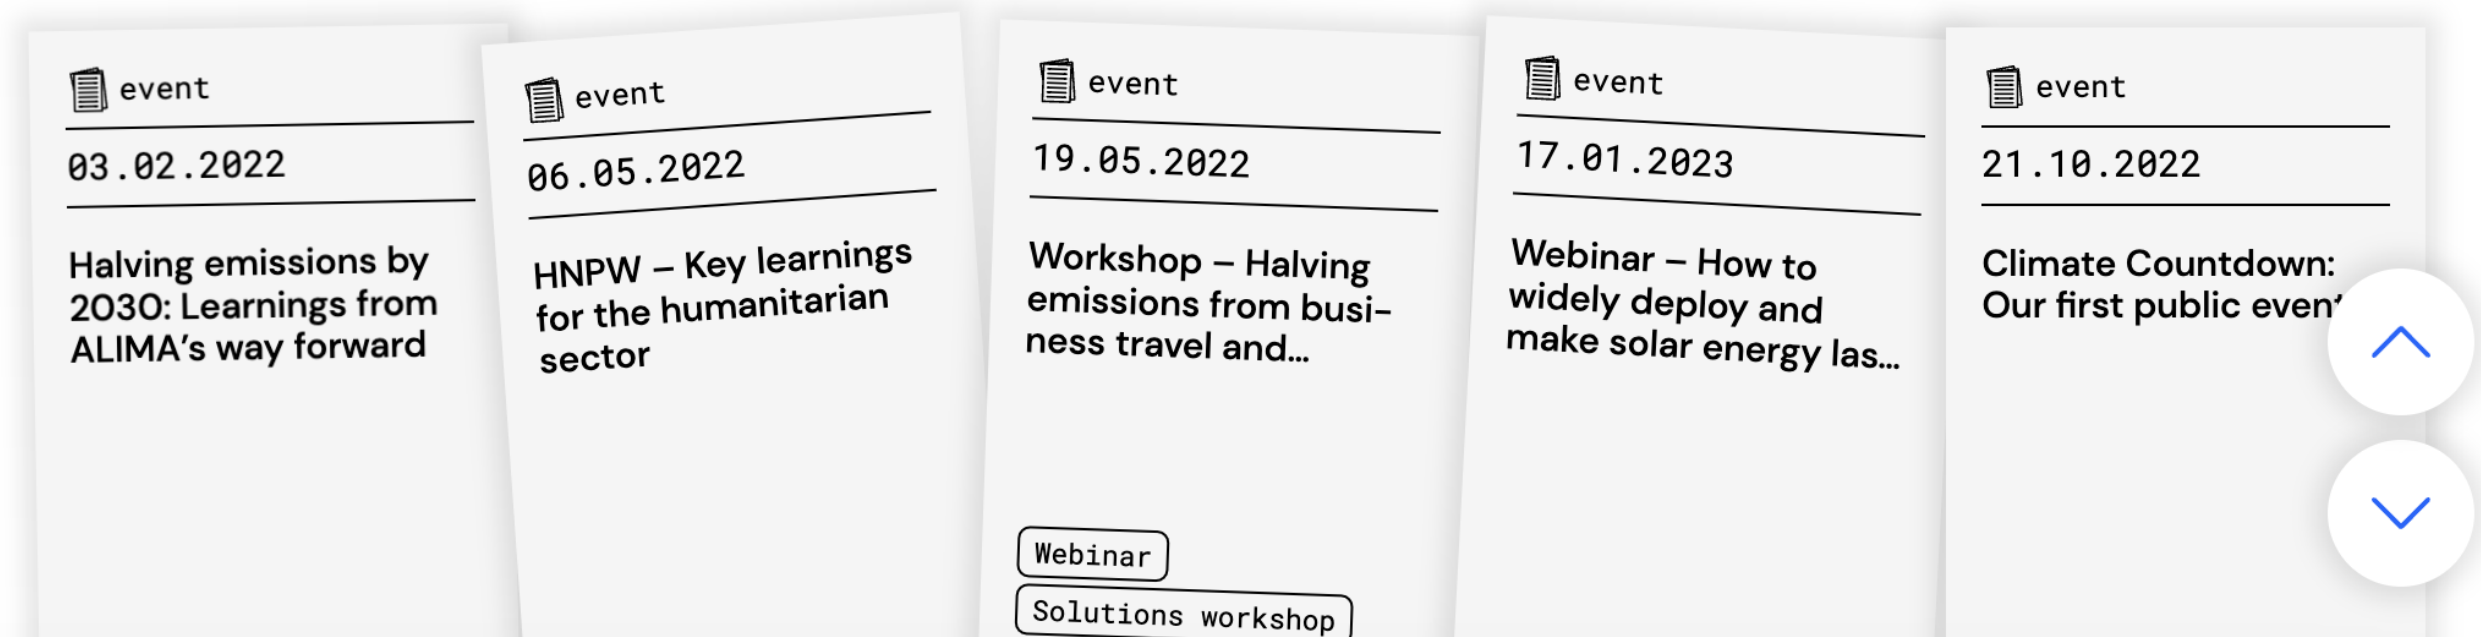 event
03.02.2022
Halving emissions by
2030: Learnings from
ALIMA's way forward
event
06.05.2022
HNPW – Key learnings
for the humanitarian
sector
event
19.05.2022
Workshop – Halving
emissions from busi-
ness travel and...
Webinar
Solutions workshop
event
17.01.2023
Webinar – How to
widely deploy and
make solar energy las...
event
21.10.2022
Climate Countdown:
Our first public event